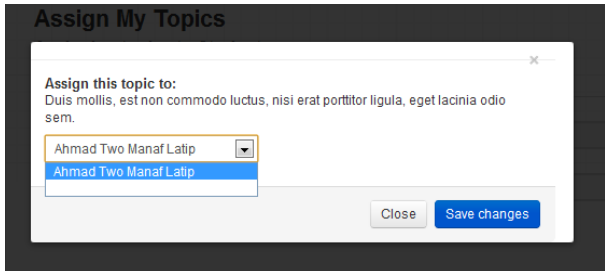 Assign My Topics
×
Assign this topic to:
Duis mollis, est non commodo luctus, nisi erat porttitor ligula, eget lacinia odio
sem.
Ahmad Two Manaf Latip
Ahmad Two Manaf Latip
Close Save changes